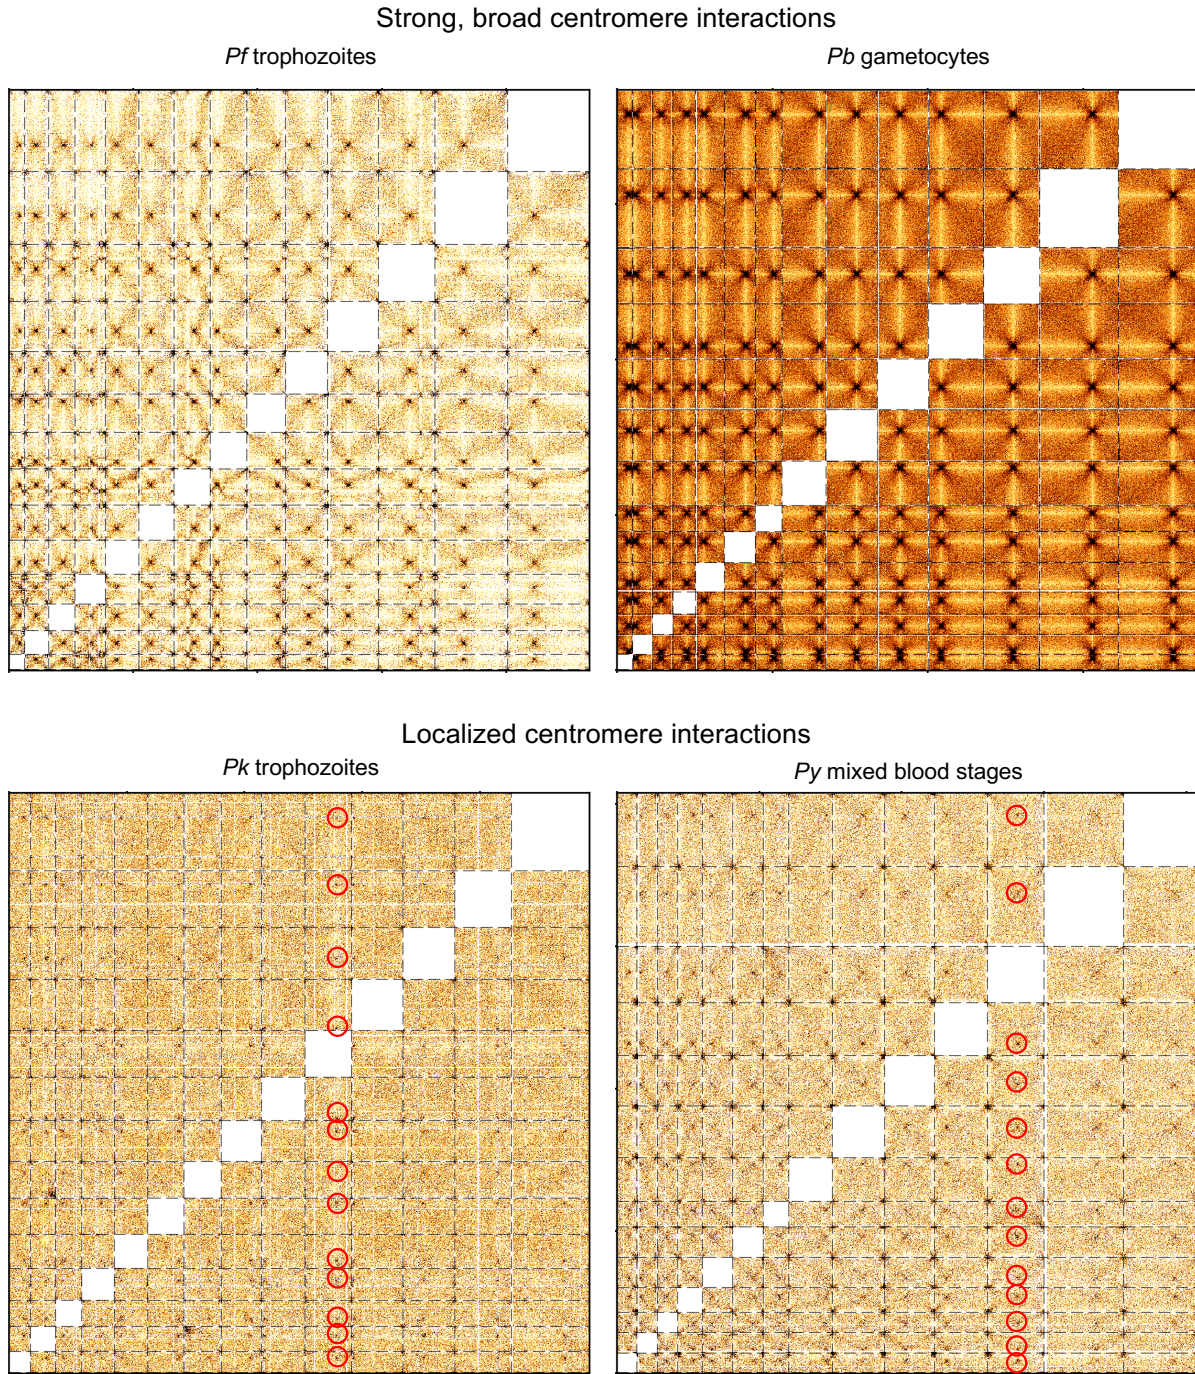 Strong, broad centromere interactions
Pf trophozoites
Pb gametocytes
Localized centromere interactions
Pk trophozoites
Py mixed blood stages